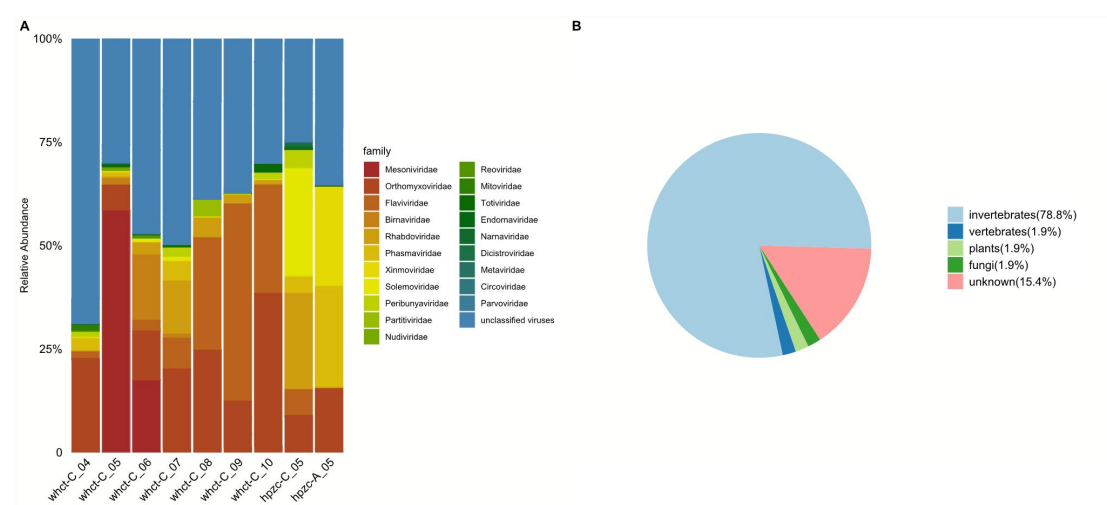 A
B
100%
75%
50%
25%
0
Relative Abundance
whct-C_04
whct-C_05
whct-C_06
whct-C_07
whct-C_08
whct-C_09
whct-C_10
hpzc-C_05
hpzc-A_05
family
Mesoniviridae
Orthomyxoviridae
Flaviviridae
Birnaviridae
Rhabdoviridae
Phasmaviridae
Xinmoviridae
Solemoviridae
Peribunyaviridae
Partitiviridae
Nudiviridae
Reoviridae
Mitoviridae
Totiviridae
Endornaviridae
Narnaviridae
Dicistroviridae
Metaviridae
Circoviridae
Parvoviridae
unclassified viruses
invertebrates(78.8%)
vertebrates(1.9%)
plants(1.9%)
fungi(1.9%)
unknown(15.4%)